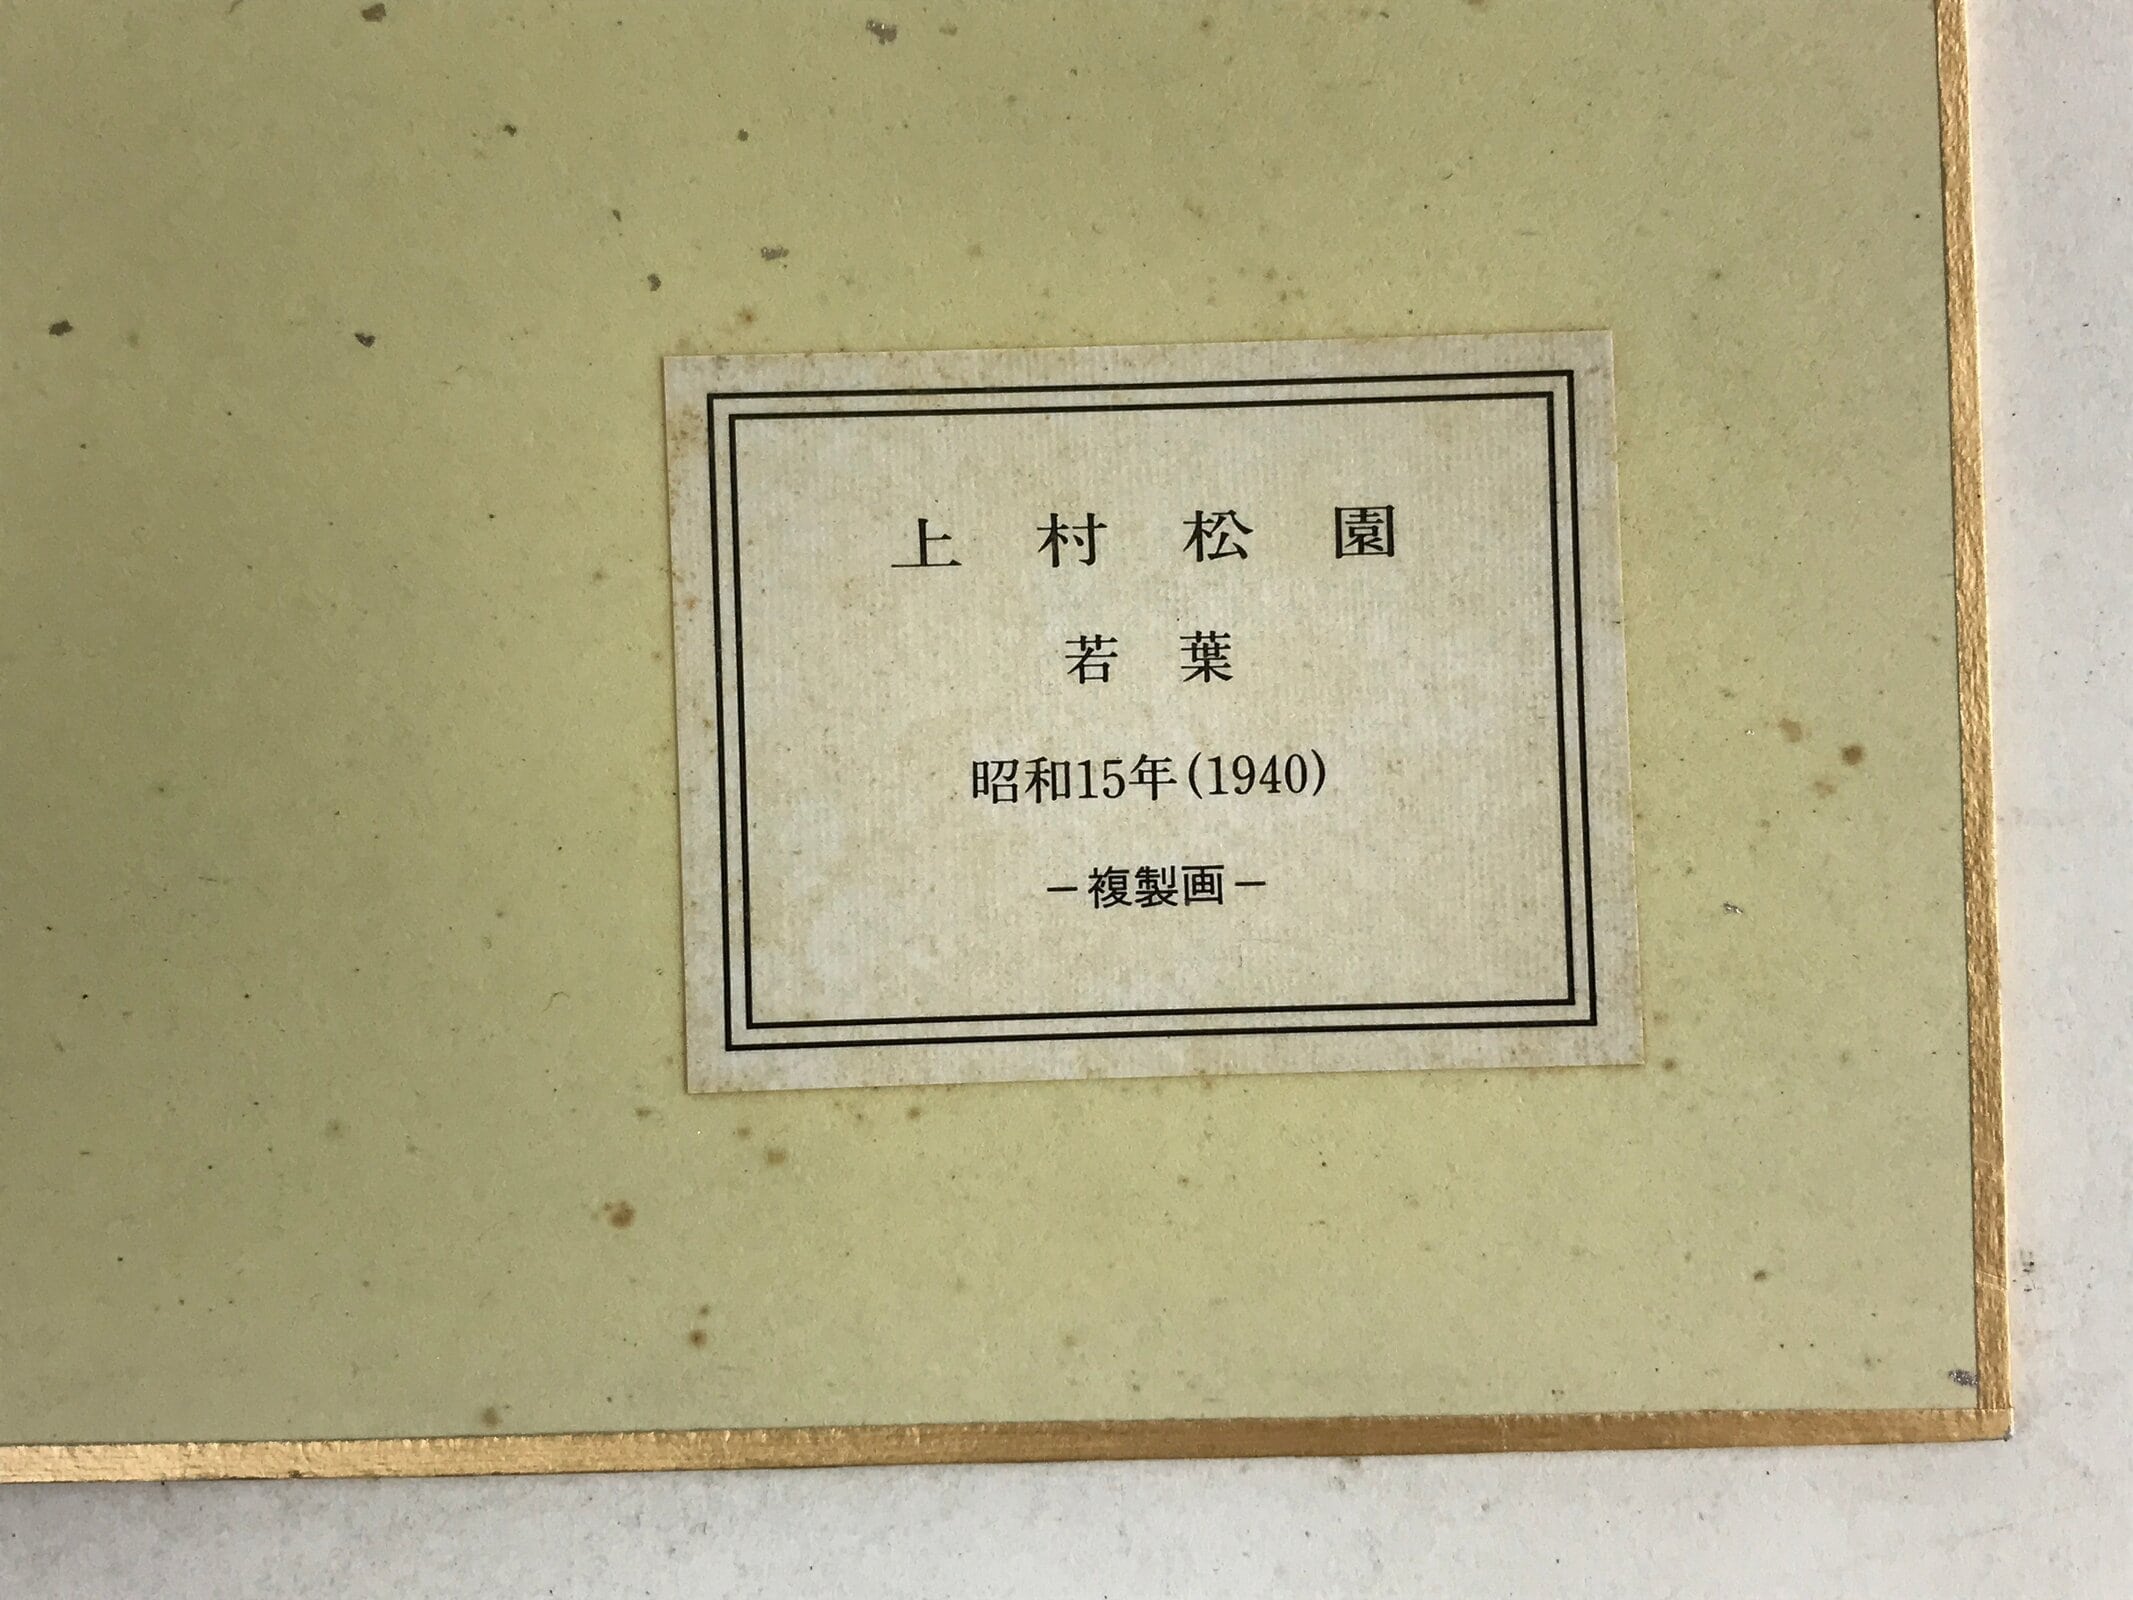 上村松園
若葉
昭和15年(1940)
－複製画－